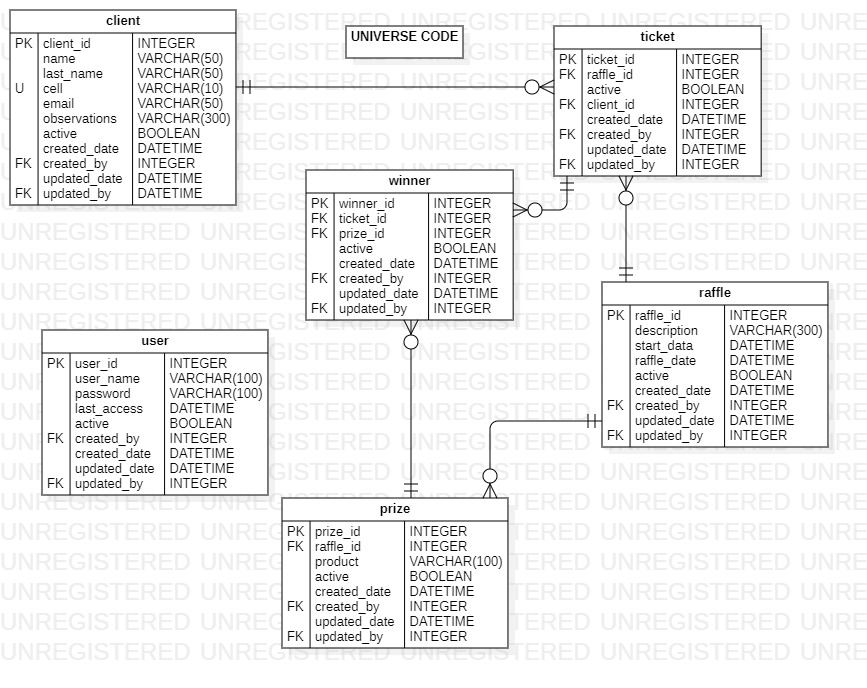 client
PK client_id INTEGER
name VARCHAR(50)
last_name VARCHAR(50)
U cell VARCHAR(10)
email VARCHAR(50)
observations VARCHAR(300)
active BOOLEAN
created_date DATETIME
FK created_by INTEGER
updated_date DATETIME
FK updated_by DATETIME
UNIVERSE CODE
ticket
PK ticket_id INTEGER
FK raffle_id INTEGER
active BOOLEAN
FK client_id INTEGER
created_date DATETIME
FK created_by INTEGER
updated_date DATETIME
FK updated_by INTEGER
winner
PK winner_id INTEGER
FK ticket_id INTEGER
FK prize_id INTEGER
active BOOLEAN
created_date DATETIME
FK created_by INTEGER
updated_date DATETIME
FK updated_by INTEGER
raffle
PK raffle_id INTEGER
description VARCHAR(300)
start_data DATETIME
raffle_date DATETIME
active BOOLEAN
created_date DATETIME
FK created_by INTEGER
updated_date DATETIME
FK updated_by INTEGER
user
PK user_id INTEGER
user_name VARCHAR(100)
password VARCHAR(100)
last_access DATETIME
active BOOLEAN
FK created_by INTEGER
created_date DATETIME
updated_date DATETIME
FK updated_by INTEGER
prize
PK prize_id INTEGER
FK raffle_id INTEGER
product VARCHAR(100)
active BOOLEAN
created_date DATETIME
FK created_by INTEGER
updated_date DATETIME
FK updated_by INTEGER
UNREGISTERED